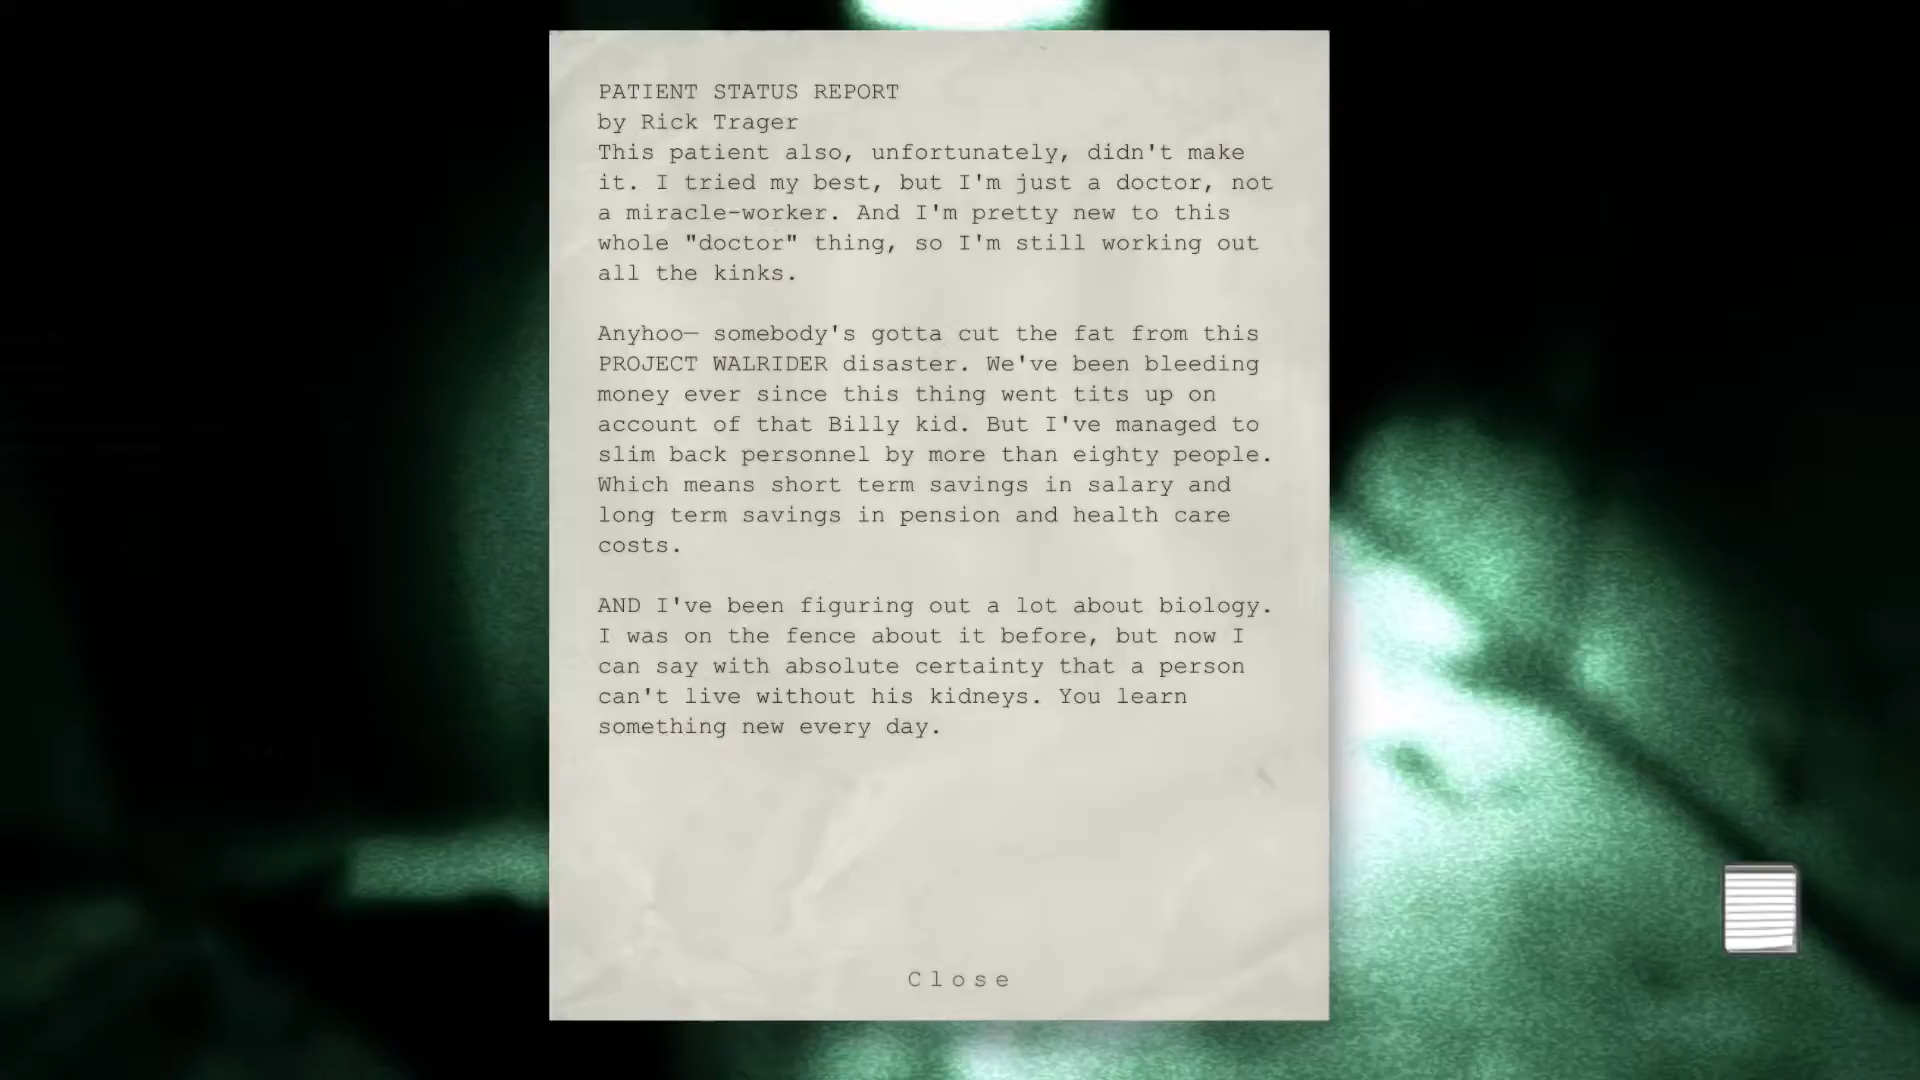 PATIENT STATUS REPORT
by Rick Trager
This patient also, unfortunately, didn't make
it. I tried my best, but I'm just a doctor, not
a miracle-worker. And I'm pretty new to this
whole "doctor" thing, so I'm still working out
all the kinks.
Anyhoo— somebody's gotta cut the fat from this
PROJECT WALRIDER disaster. We've been bleeding
money ever since this thing went tits up on
account of that Billy kid. But I've managed to
slim back personnel by more than eighty people.
Which means short term savings in salary and
long term savings in pension and health care
costs.
AND I've been figuring out a lot about biology.
I was on the fence about it before, but now I
can say with absolute certainty that a person
can't live without his kidneys. You learn
something new every day.
Close